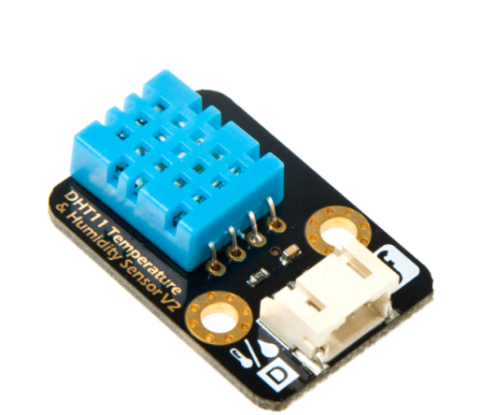 DHT11 Temperature
& Humidity Sensor V2
D